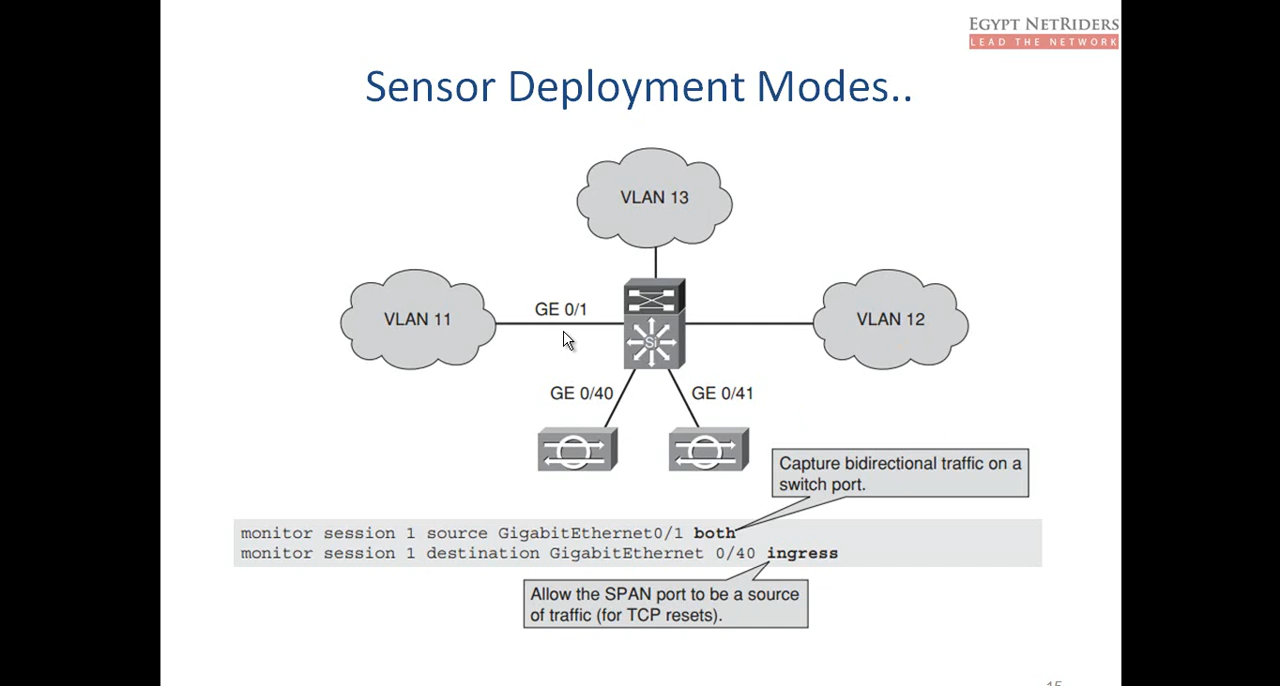 EGYPT NETRIDERS
LEAD THE NETWORK
Sensor Deployment Modes..
VLAN 13
VLAN 11
GE 0/1
Si
VLAN 12
GE 0/40
GE 0/41
Capture bidirectional traffic on a
switch port.
monitor session 1 source GigabitEthernet0/1 both
monitor session 1 destination GigabitEthernet 0/40 ingress
Allow the SPAN port to be a source
of traffic (for TCP resets).